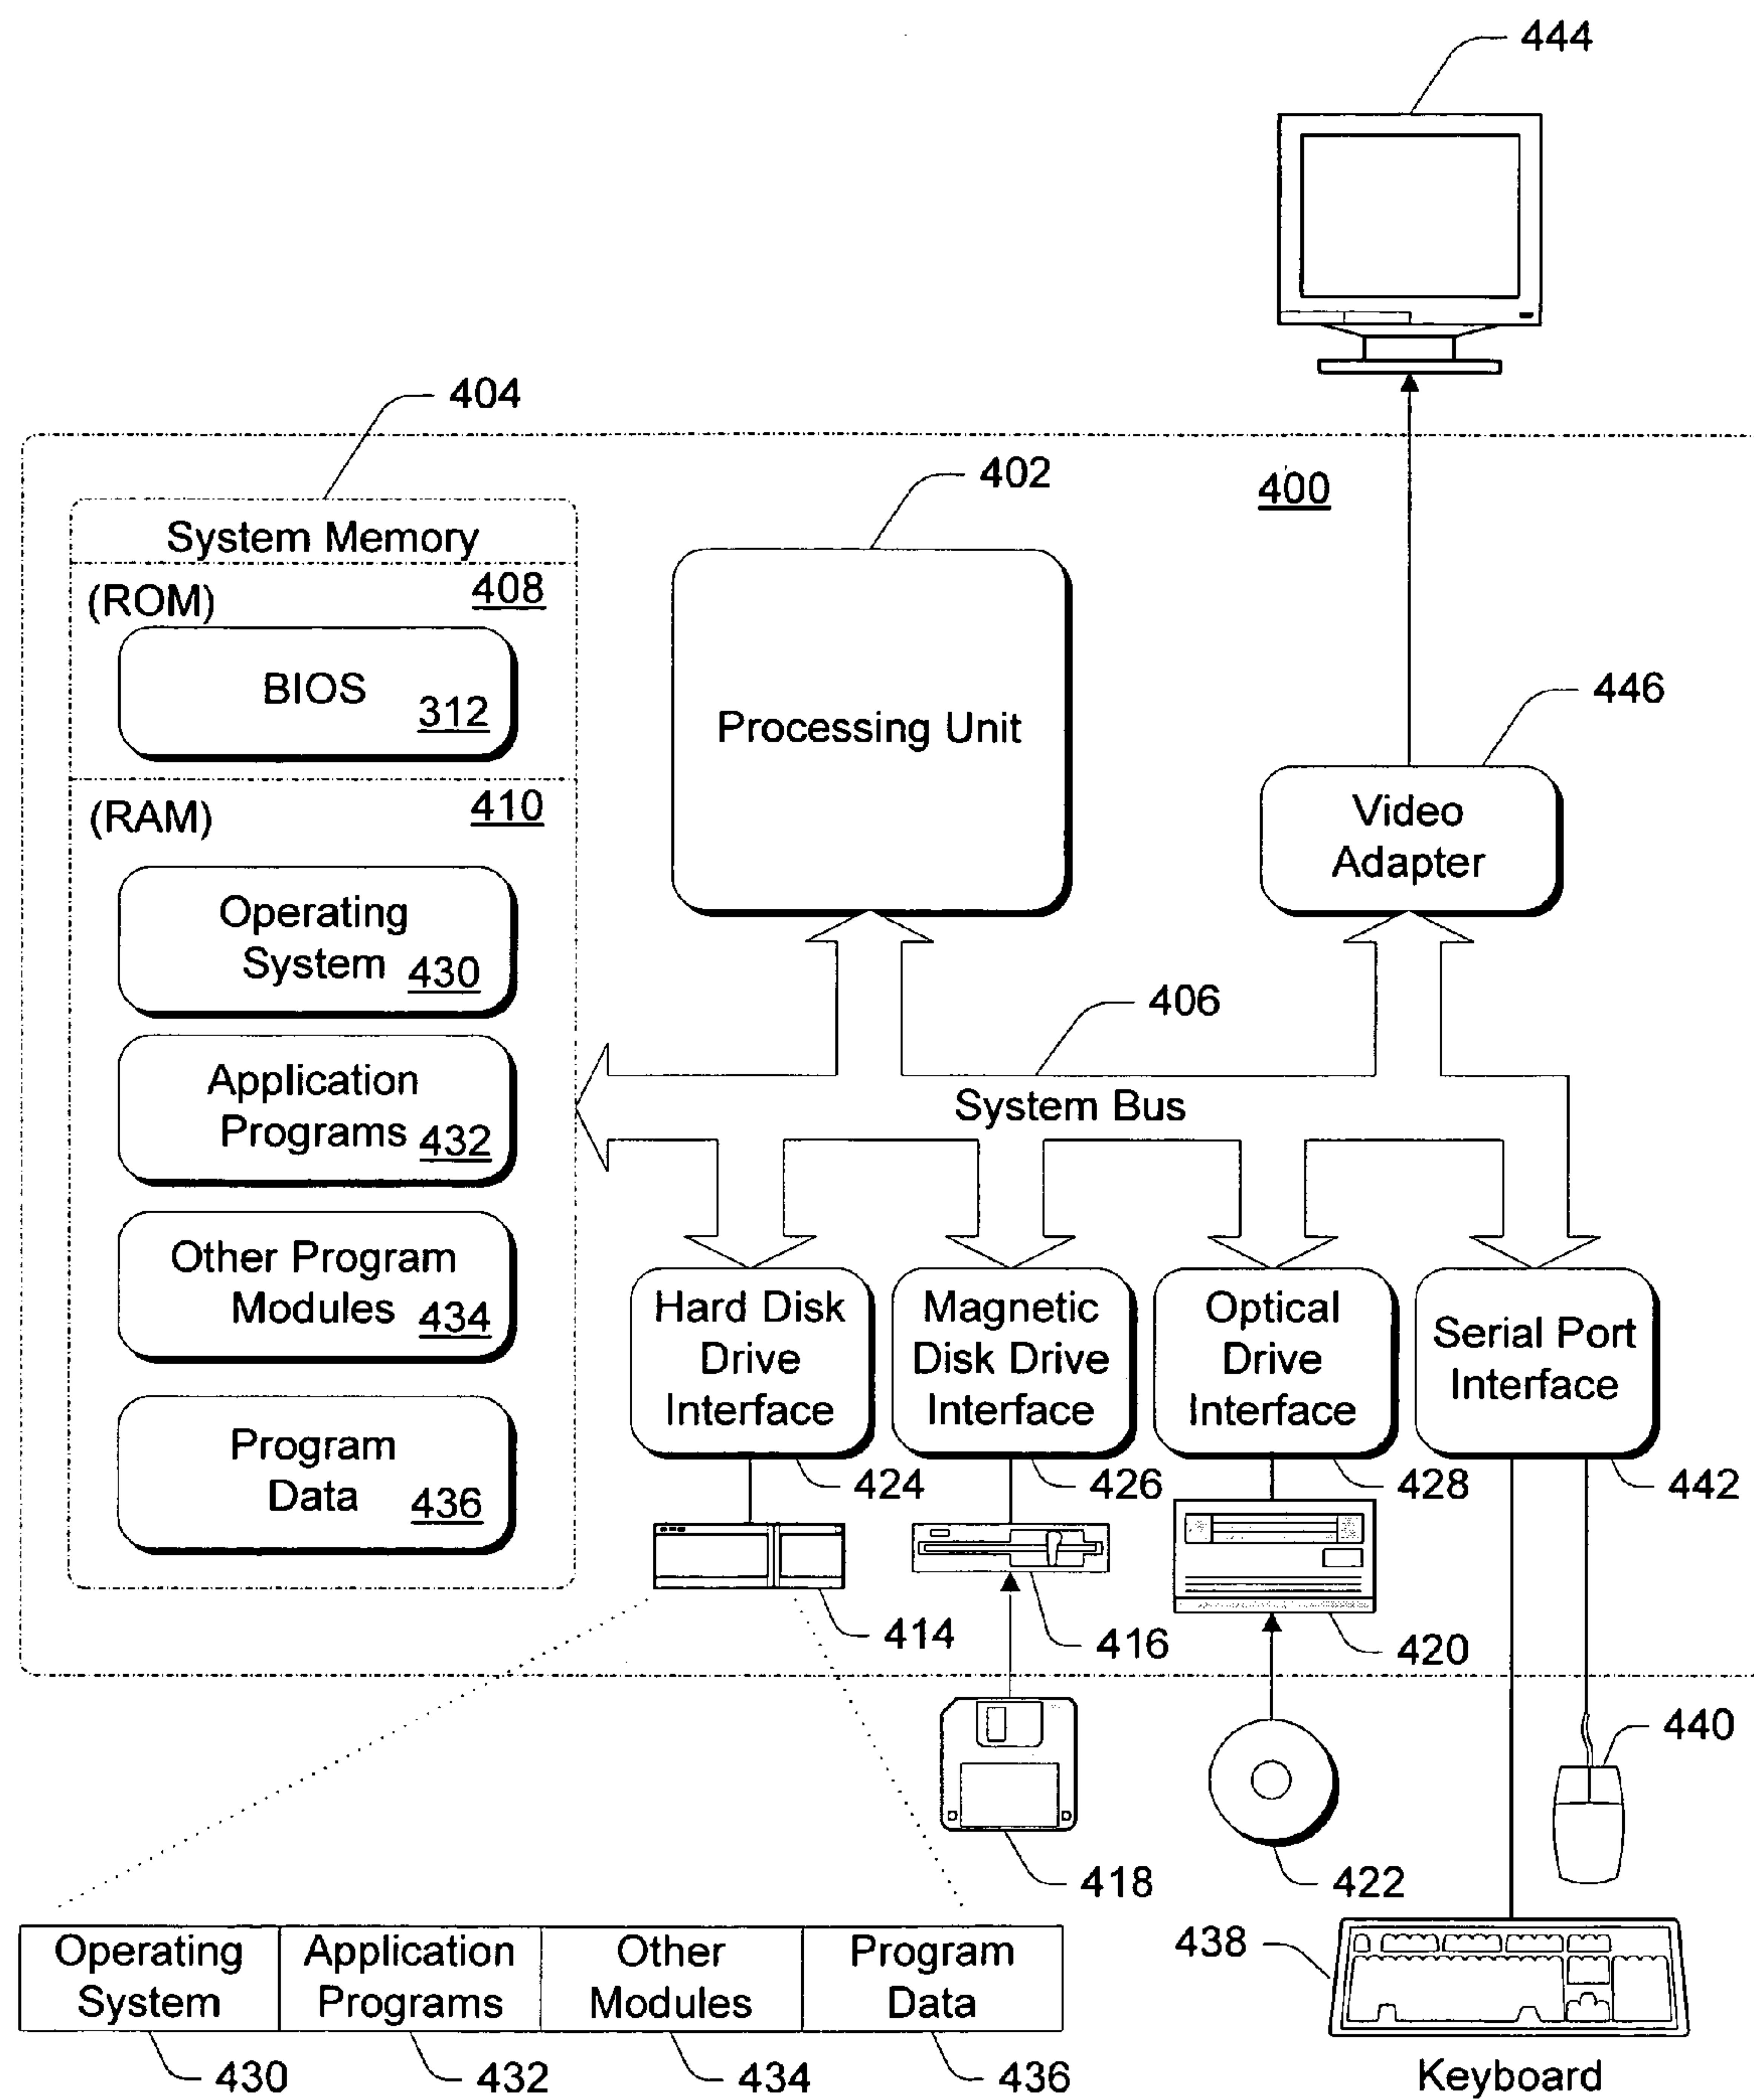 444
404
402
400
System Memory
(ROM)
408
BIOS
312
Processing Unit
446
(RAM)
410
Video
Adapter
Operating
System
430
406
Application
Programs
432
System Bus
Other Program
Modules
434
Hard Disk
Drive
Interface
Magnetic
Disk Drive
Interface
Optical
Drive
Interface
Serial Port
Interface
Program
Data
436
424
426
428
442
414
416
420
440
418
422
438
Operating
System
Application
Programs
Other
Modules
Program
Data
430
432
434
436
Keyboard